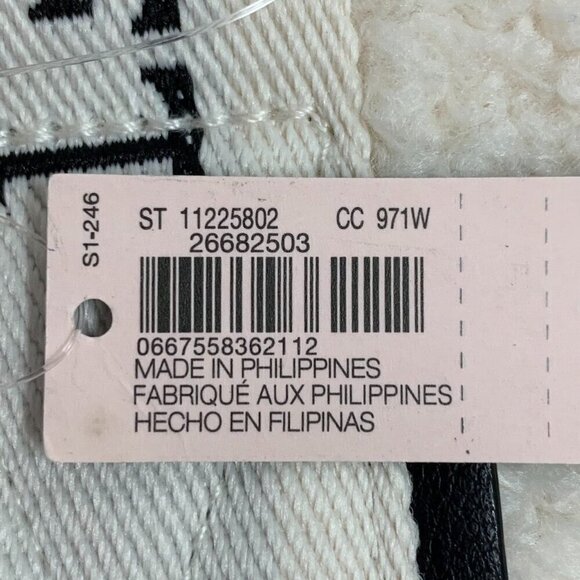 S1-246
ST 11225802 CC 971W
26682503
0667558362112
MADE IN PHILIPPINES
FABRIQUÉ AUX PHILIPPINES
HECHO EN FILIPINAS